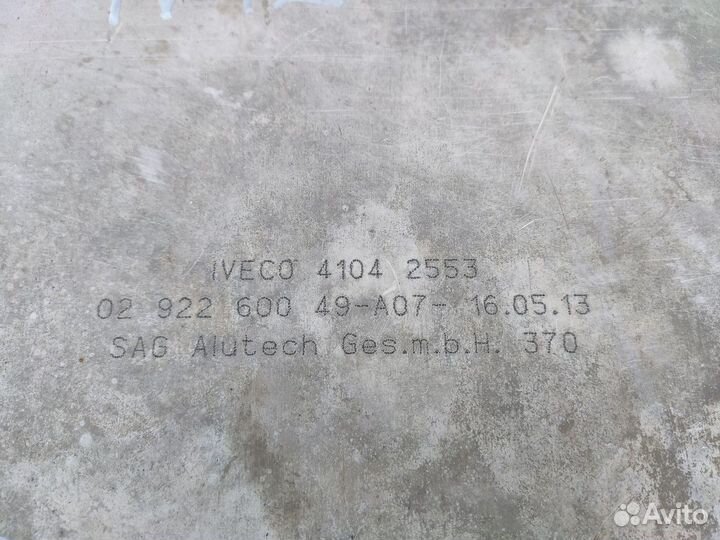 IVECO 4104 2553
02 922 600 49-A07- 16.05.13
SAG Alutech Ges.m.b.H. 370
Avito